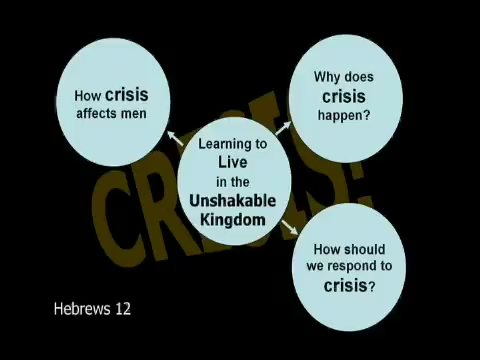 How crisis
affects men
Why does
crisis
happen?
Learning to
Live
in the
Unshakable
Kingdom
How should
we respond to
crisis?
Hebrews 12